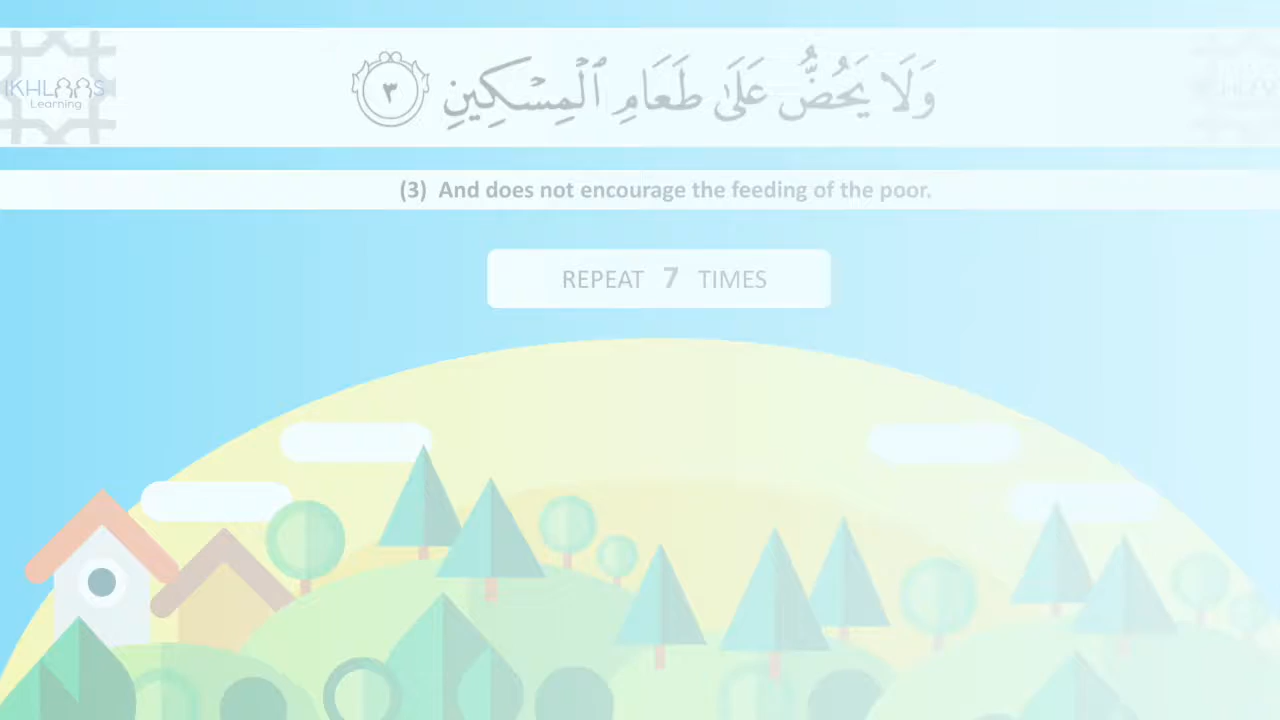 IKHLAAS
Learning
وَلَا يَحُضُّ عَلَىٰ طَعَامِ ٱلْمِسْكِينِ ٣
(3) And does not encourage the feeding of the poor.
REPEAT 7 TIMES